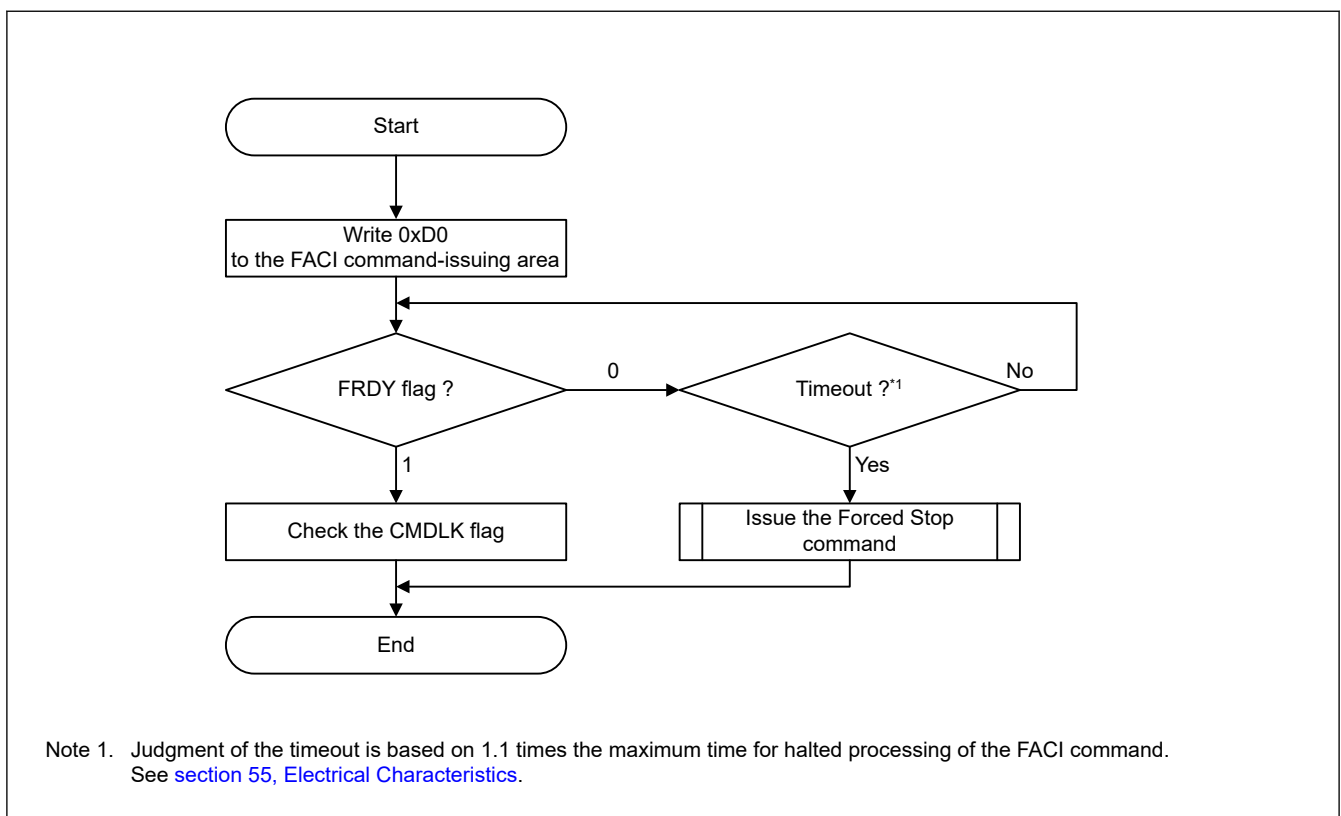 Start
Write 0xD0
to the FACI command-issuing area
FRDY flag ?
0
Timeout ?*1
No
1
Yes
Check the CMDLK flag
Issue the Forced Stop
command
End
Note 1. Judgment of the timeout is based on 1.1 times the maximum time for halted processing of the FACI command.
See section 55, Electrical Characteristics.